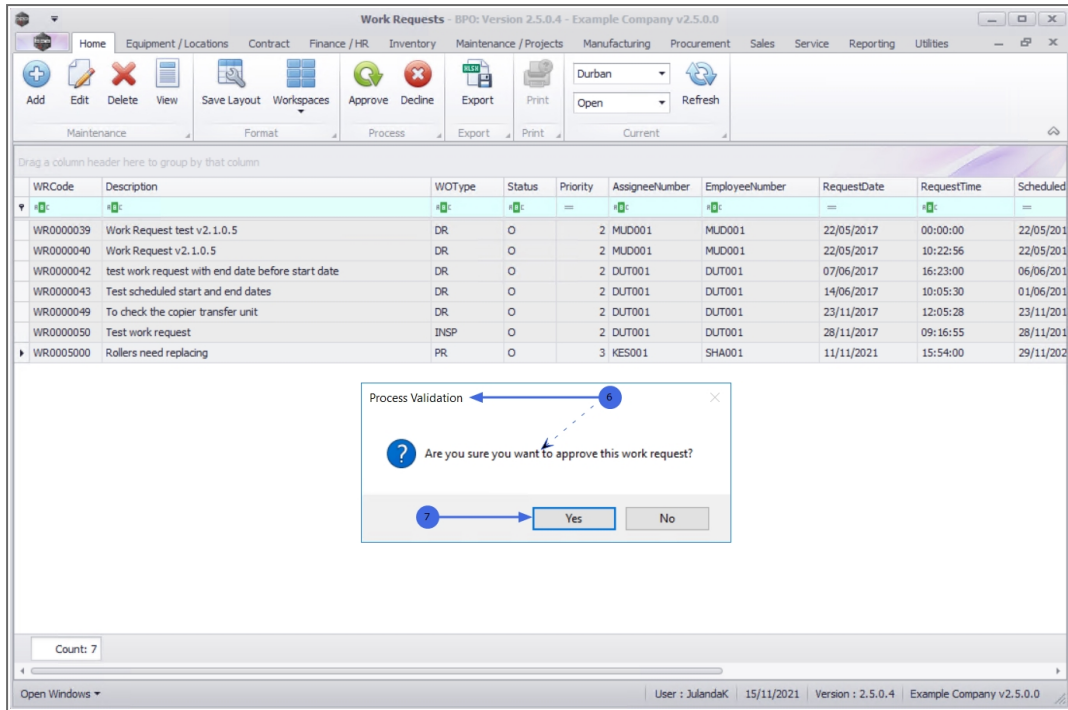 Work Requests - BPO: Version 2.5.0.4 - Example Company v2.5.0.0
Home Equipment / Locations Contract Finance / HR Inventory Maintenance / Projects Manufacturing Procurement Sales Service Reporting Utilities
Add Edit Delete View Save Layout Workspaces Approve Decline Export Print Durban Open Refresh
Maintenance Format Process Export Print Current
Drag a column header here to group by that column
WRCode Description WOType Status Priority AssigneeNumber EmployeeNumber RequestDate RequestTime Scheduled
WR0000039 Work Request test v2.1.0.5 DR O 2 MUD001 MUD001 22/05/2017 00:00:00 22/05/201
WR0000040 Work Request v2.1.0.5 DR O 2 MUD001 MUD001 22/05/2017 10:22:56 22/05/201
WR0000042 test work request with end date before start date DR O 2 DUT001 DUT001 07/06/2017 16:23:00 06/06/201
WR0000043 Test scheduled start and end dates DR O 2 DUT001 DUT001 14/06/2017 10:05:30 01/06/201
WR0000049 To check the copier transfer unit DR O 2 DUT001 DUT001 23/11/2017 12:05:28 23/11/201
WR0000050 Test work request INSP O 2 DUT001 DUT001 28/11/2017 09:16:55 28/11/201
WR0005000 Rollers need replacing PR O 3 KES001 SHA001 11/11/2021 15:54:00 29/11/202
Process Validation 6
Are you sure you want to approve this work request?
7 Yes No
Count: 7
Open Windows User : JulandaK 15/11/2021 Version : 2.5.0.4 Example Company v2.5.0.0